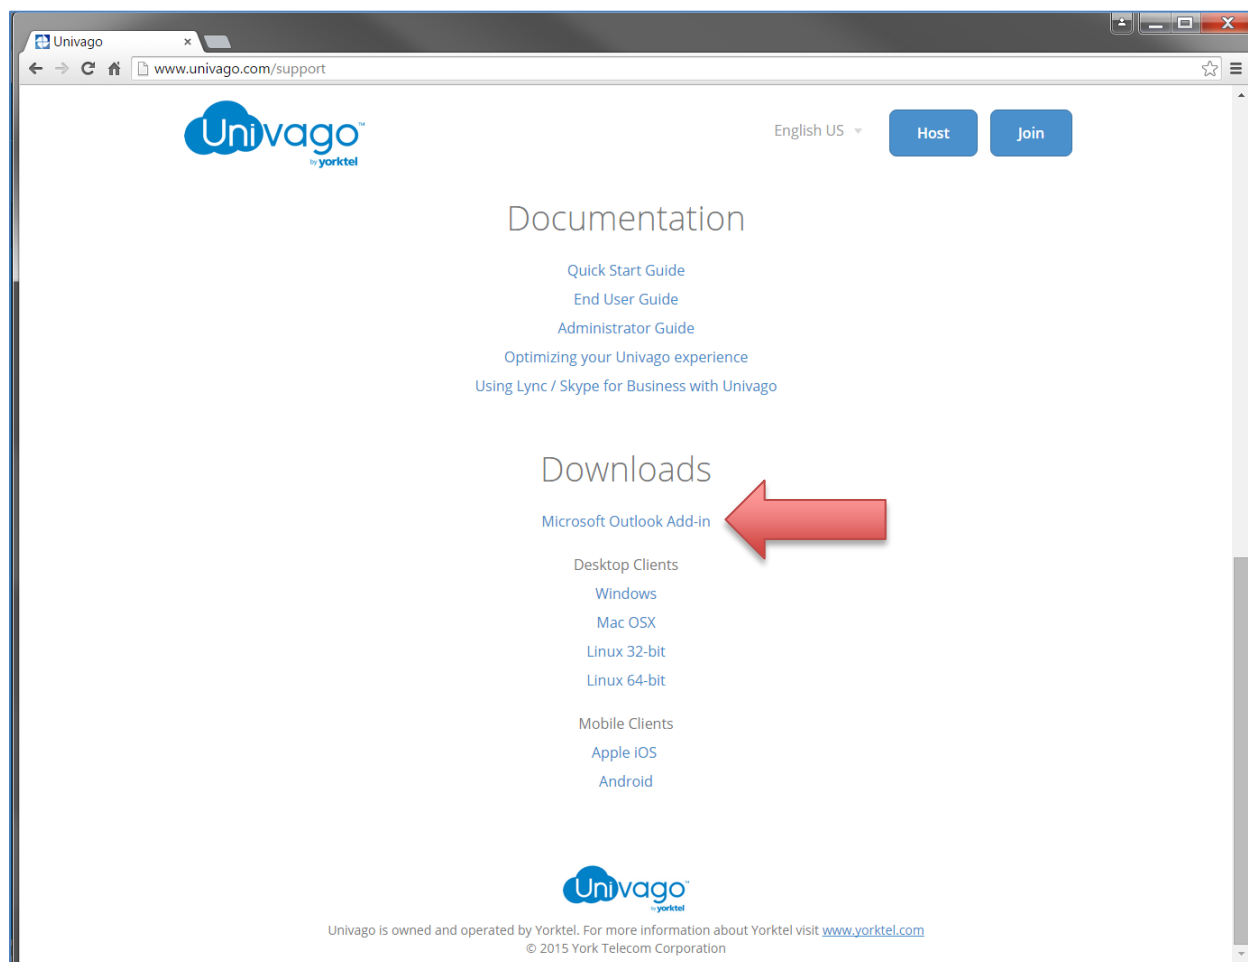 Univago
www.univago.com/support
Univago™
by yorktel
English US
Host
Join
Documentation
Quick Start Guide
End User Guide
Administrator Guide
Optimizing your Univago experience
Using Lync / Skype for Business with Univago
Downloads
Microsoft Outlook Add-in
Desktop Clients
Windows
Mac OSX
Linux 32-bit
Linux 64-bit
Mobile Clients
Apple iOS
Android
Univago™
by yorktel
Univago is owned and operated by Yorktel. For more information about Yorktel visit www.yorktel.com
© 2015 York Telecom Corporation